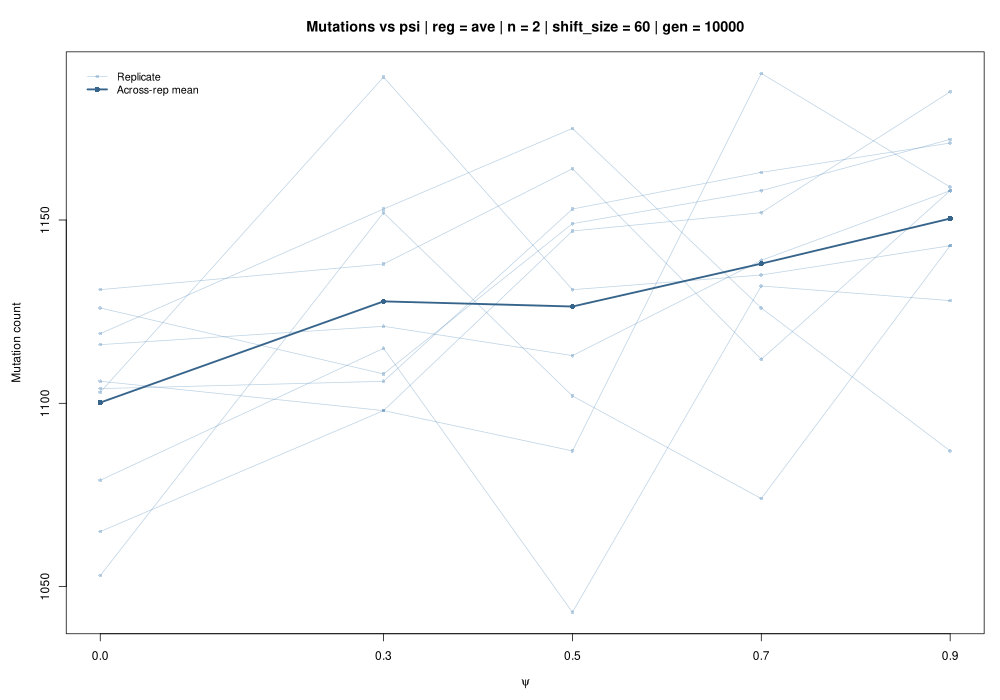 Mutations vs psi | reg = ave | n = 2 | shift_size = 60 | gen = 10000
Replicate
Across-rep mean
Mutation count
1150
1100
1050
0.0 0.3 0.5 0.7 0.9
ψ